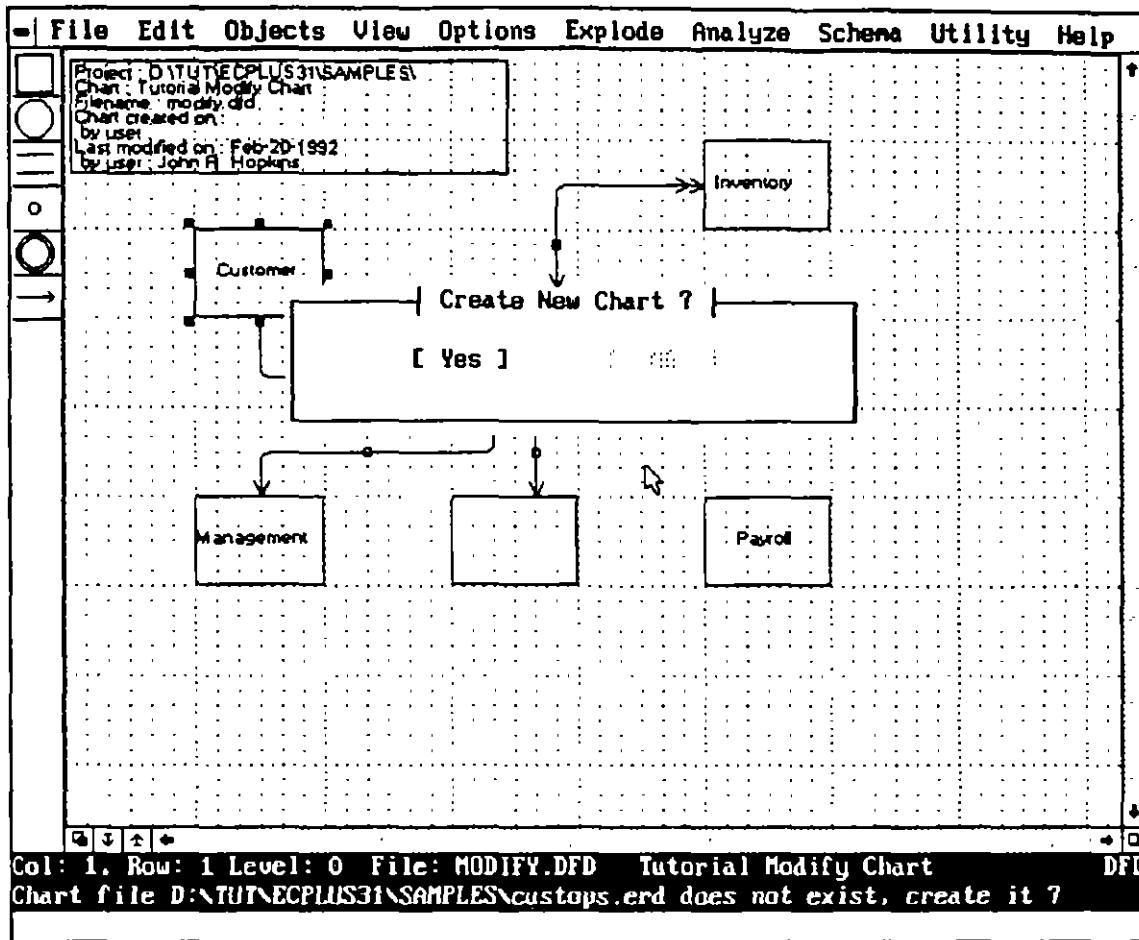 File Edit Objects View Options Explode Analyze Schema Utility Help
Project : D:\TUT\ECPLUS31\SAMPLES\
Chart : Tutorial Modify Chart
Filename : modify.dfd
Chart created on :
by user
Last modified on : Feb-20-1992
by user : John A. Hopkins
Inventory
Customer
Create New Chart ?
[ Yes ]
Management
Payroll
Col: 1, Row: 1 Level: 0 File: MODIFY.DFD Tutorial Modify Chart DFD
Chart file D:\TUT\ECPLUS31\SAMPLES\custops.erd does not exist, create it ?